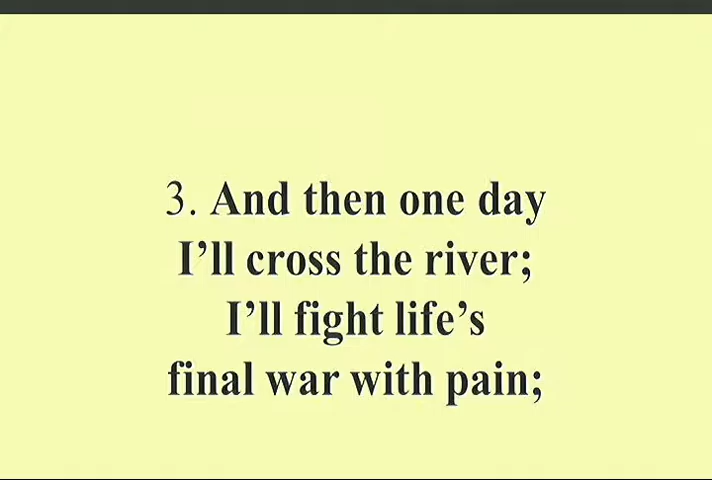 3. And then one day
I’ll cross the river;
I’ll fight life’s
final war with pain;